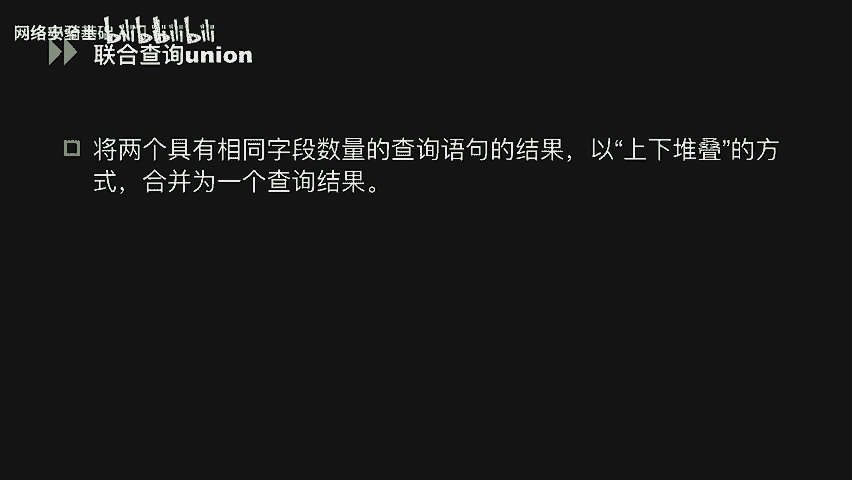 网络安全基础入门 bilibili
联合查询union
将两个具有相同字段数量的查询语句的结果，以“上下堆叠”的方
式，合并为一个查询结果。